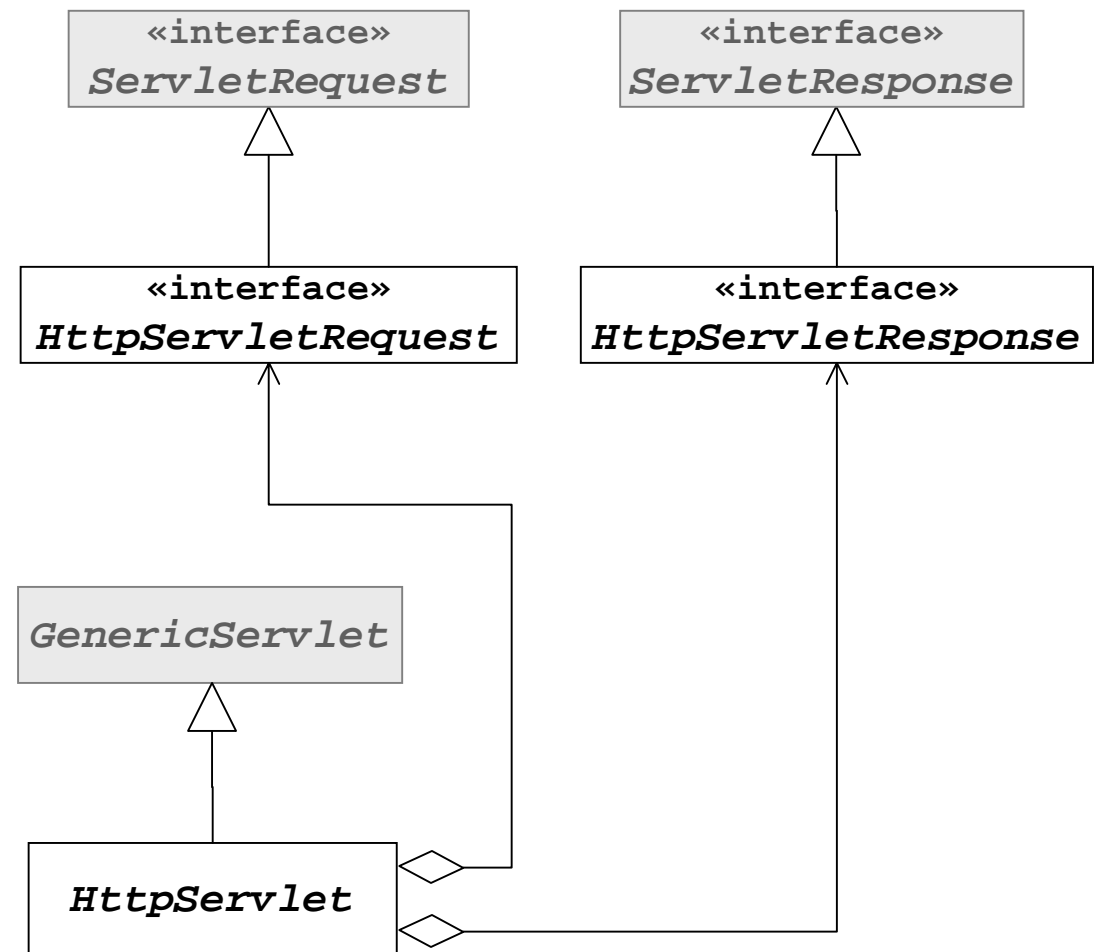 «interface»
ServletRequest
«interface»
ServletResponse
«interface»
HttpServletRequest
«interface»
HttpServletResponse
GenericServlet
HttpServlet